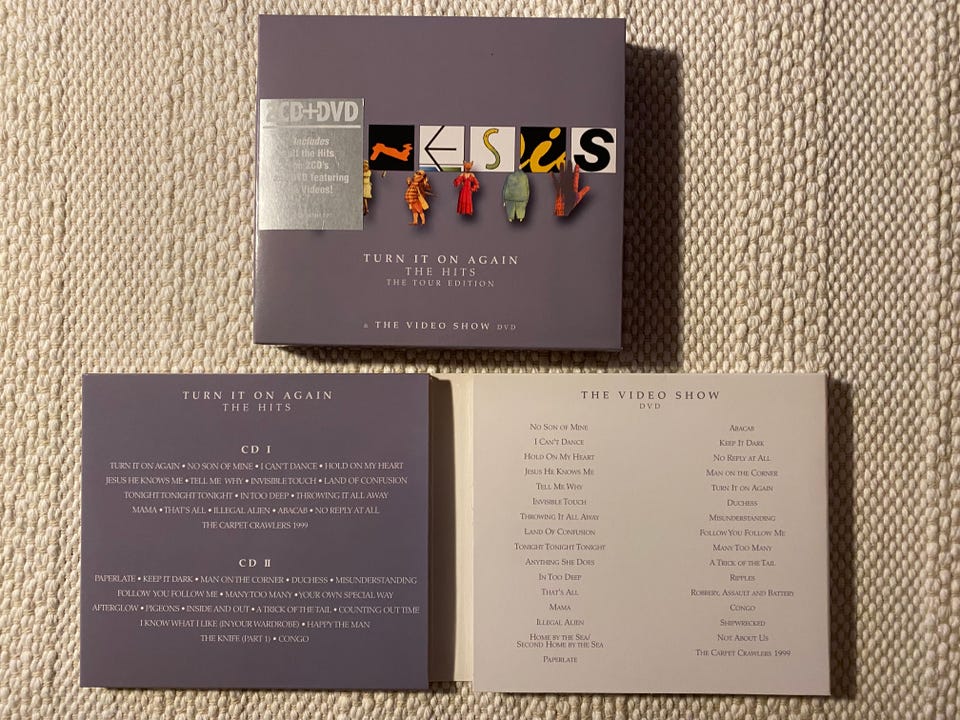 2CD+DVD
Includes
all the Hits
2CD's
DVD featuring
Videos!
ENESIS
TURN IT ON AGAIN
THE HITS
THE TOUR EDITION
& THE VIDEO SHOW DVD
TURN IT ON AGAIN
THE HITS
CD I
TURN IT ON AGAIN • NO SON OF MINE • I CAN'T DANCE • HOLD ON MY HEART
JESUS HE KNOWS ME • TELL ME WHY • INVISIBLE TOUCH • LAND OF CONFUSION
TONIGHT TONIGHT TONIGHT • IN TOO DEEP • THROWING IT ALL AWAY
MAMA • THAT'S ALL • ILLEGAL ALIEN • ABACAB • NO REPLY AT ALL
THE CARPET CRAWLERS 1999
CD II
PAPERLATE • KEEP IT DARK • MAN ON THE CORNER • DUCHESS • MISUNDERSTANDING
FOLLOW YOU FOLLOW ME • MANY TOO MANY • YOUR OWN SPECIAL WAY
AFTERGLOW • PIGEONS • INSIDE AND OUT • A TRICK OF THE TAIL • COUNTING OUT TIME
I KNOW WHAT I LIKE (IN YOUR WARDROBE) • HAPPY THE MAN
THE KNIFE (PART 1) • CONGO
THE VIDEO SHOW
DVD
NO SON OF MINE
I CAN'T DANCE
HOLD ON MY HEART
JESUS HE KNOWS ME
TELL ME WHY
INVISIBLE TOUCH
THROWING IT ALL AWAY
LAND OF CONFUSION
TONIGHT TONIGHT TONIGHT
ANYTHING SHE DOES
IN TOO DEEP
THAT'S ALL
MAMA
ILLEGAL ALIEN
HOME BY THE SEA/
SECOND HOME BY THE SEA
PAPERLATE
ABACAB
KEEP IT DARK
NO REPLY AT ALL
MAN ON THE CORNER
TURN IT ON AGAIN
DUCHESS
MISUNDERSTANDING
FOLLOW YOU FOLLOW ME
MANY TOO MANY
A TRICK OF THE TAIL
RIPPLES
ROBBERY, ASSAULT AND BATTERY
CONGO
SHIPWRECKED
NOT ABOUT US
THE CARPET CRAWLERS 1999